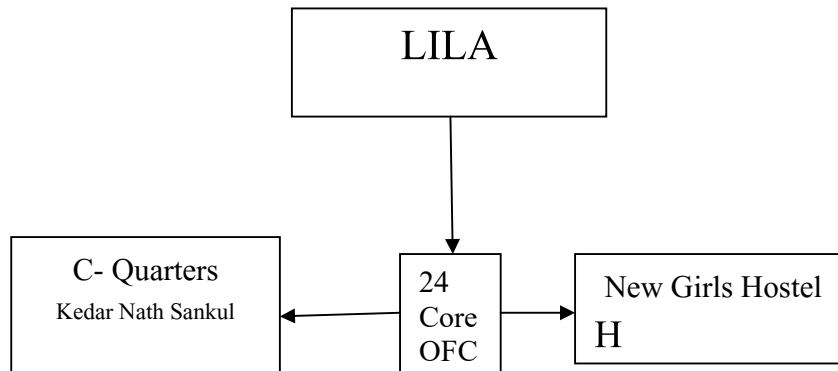 LILA
C- Quarters
Kedar Nath Sankul
24
Core
OFC
New Girls Hostel
H